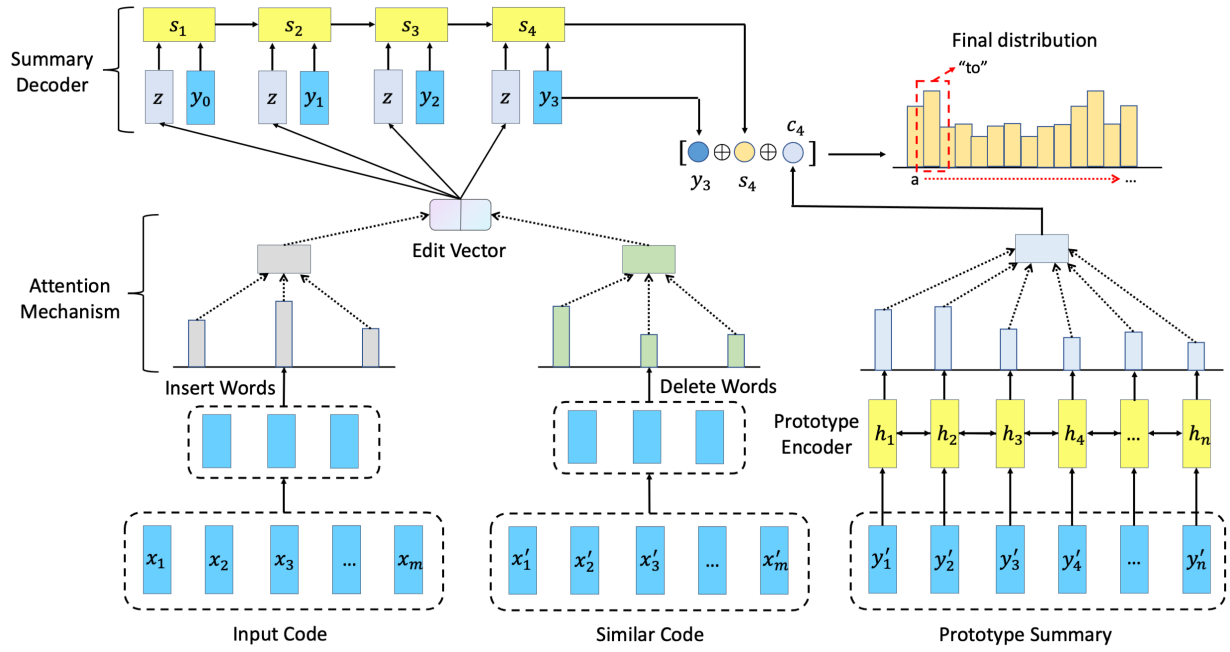 s₁ s₂ s₃ s₄
Summary
Decoder
z y₀ z y₁ z y₂ z y₃
Final distribution
“to”
a ...
c₄
[ ⊕ ⊕ ]
y₃ s₄
Edit Vector
Attention
Mechanism
Insert Words
Delete Words
Prototype
Encoder
h₁ h₂ h₃ h₄ ... hₙ
x₁ x₂ x₃ ... xₘ
x′₁ x′₂ x′₃ ... x′ₘ
y′₁ y′₂ y′₃ y′₄ ... y′ₙ
Input Code
Similar Code
Prototype Summary